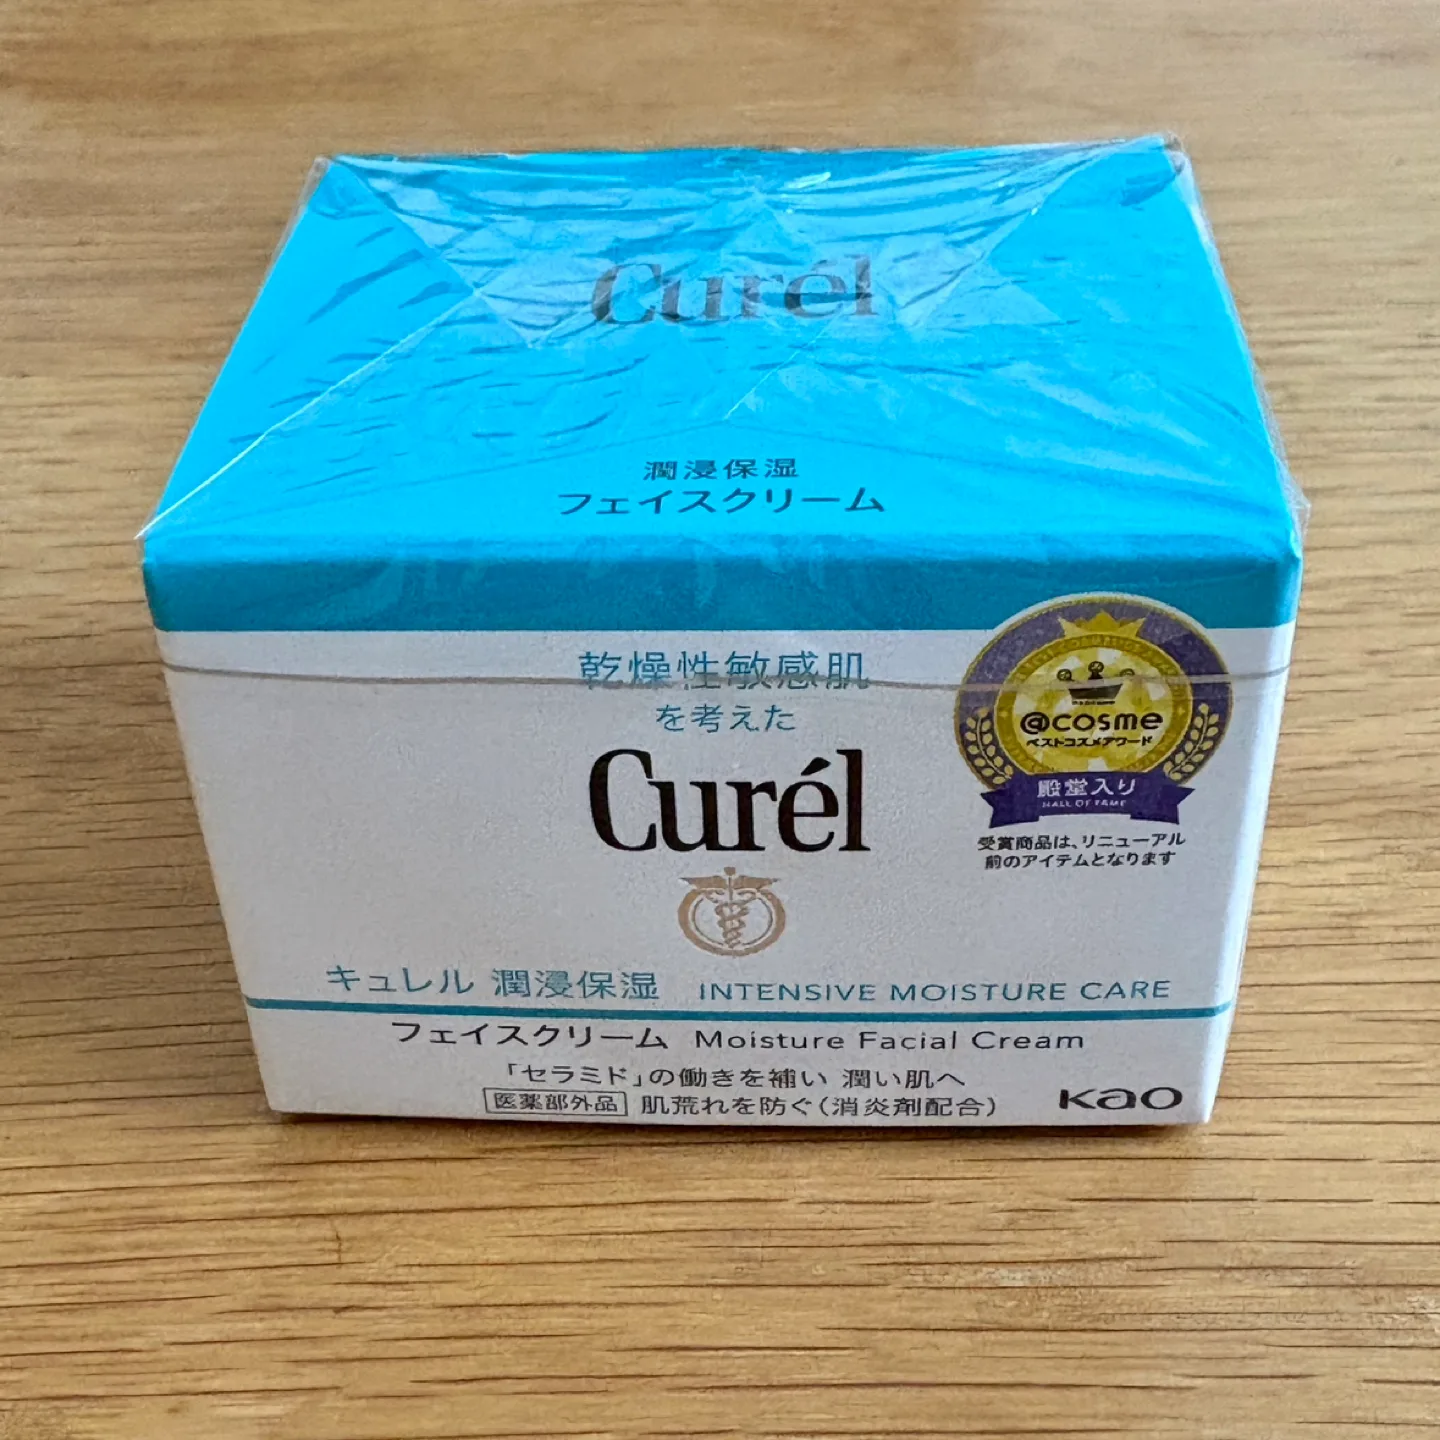 Curél
潤浸保湿
フェイスクリーム
乾燥性敏感肌
を考えた
Curél
@cosme
ベストコスメアワード
殿堂入り
HALL OF FAME
受賞商品は、リニューアル
前のアイテムとなります
キュレル 潤浸保湿 INTENSIVE MOISTURE CARE
フェイスクリーム Moisture Facial Cream
「セラミド」の働きを補い 潤い肌へ
医薬部外品 肌荒れを防ぐ(消炎剤配合)
Kao